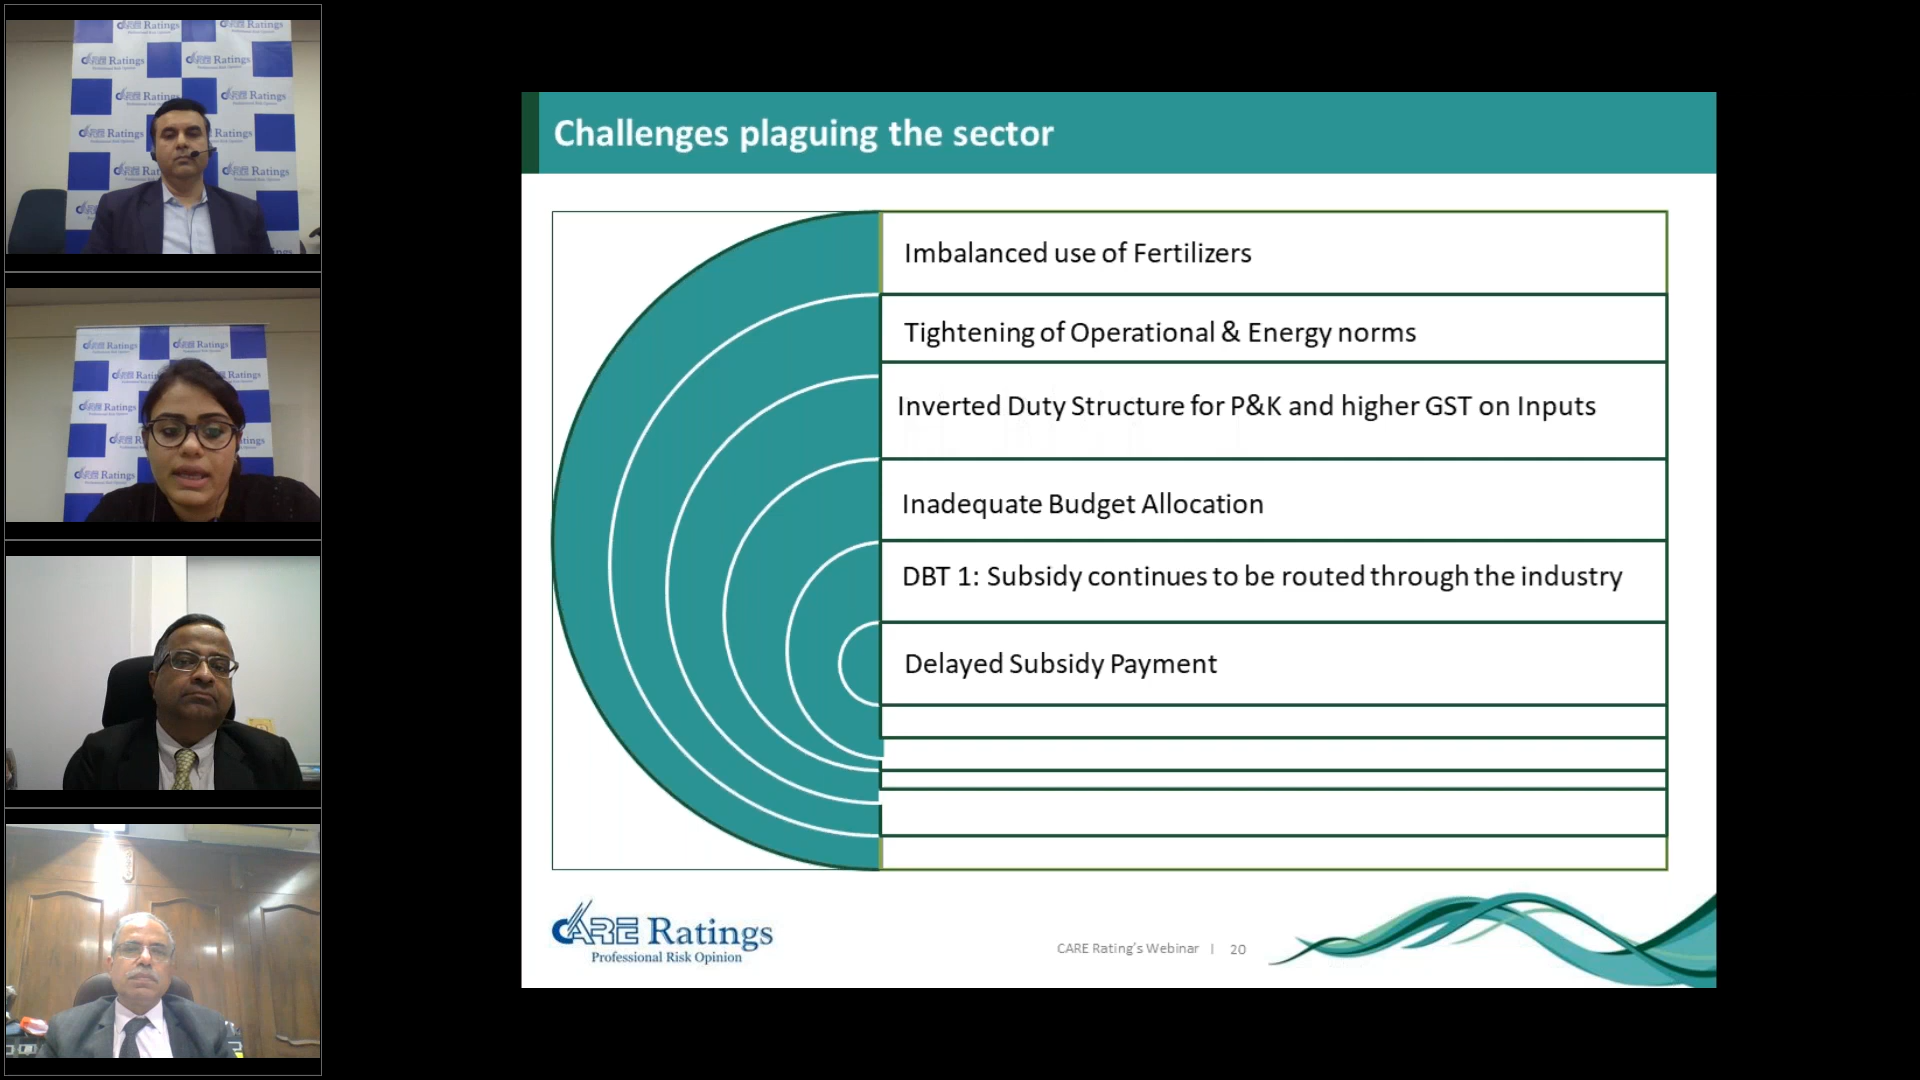 Challenges plaguing the sector
Imbalanced use of Fertilizers
Tightening of Operational & Energy norms
Inverted Duty Structure for P&K and higher GST on Inputs
Inadequate Budget Allocation
DBT 1: Subsidy continues to be routed through the industry
Delayed Subsidy Payment
CARE Ratings
Professional Risk Opinion
CARE Rating's Webinar | 20